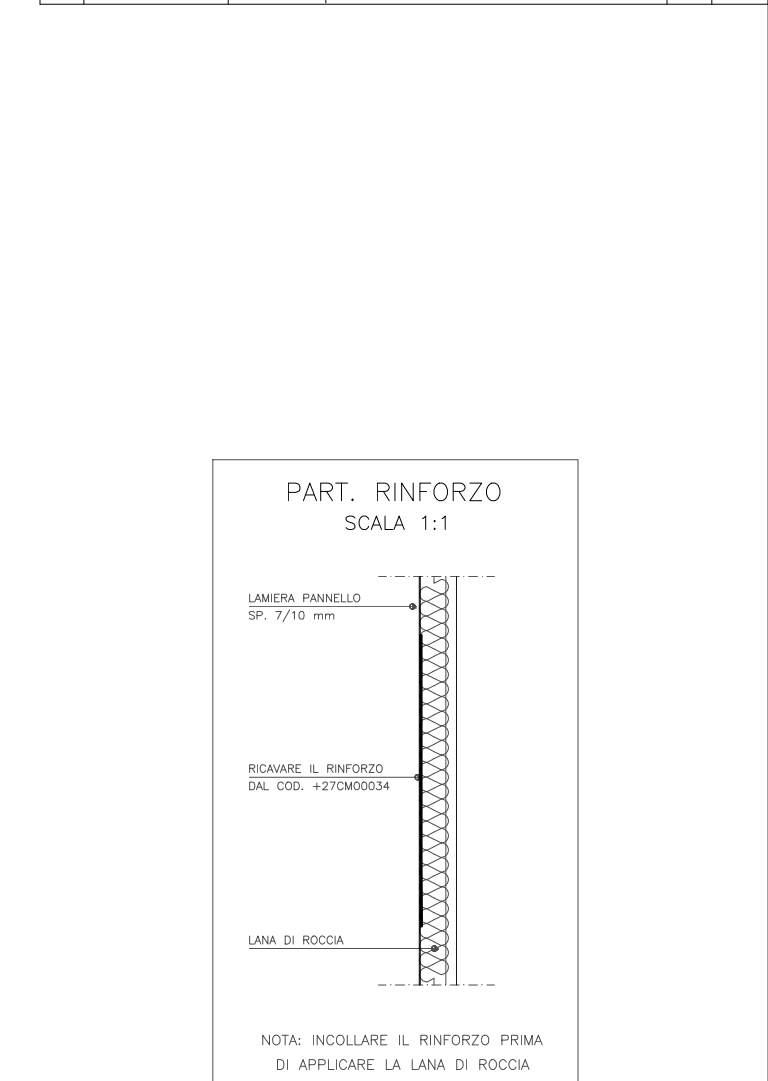 PART. RINFORZO
SCALA 1:1
LAMIERA PANNELLO
SP. 7/10 mm
RICAVARE IL RINFORZO
DAL COD. +27CM00034
LANA DI ROCCIA
NOTA: INCOLLARE IL RINFORZO PRIMA
DI APPLICARE LA LANA DI ROCCIA